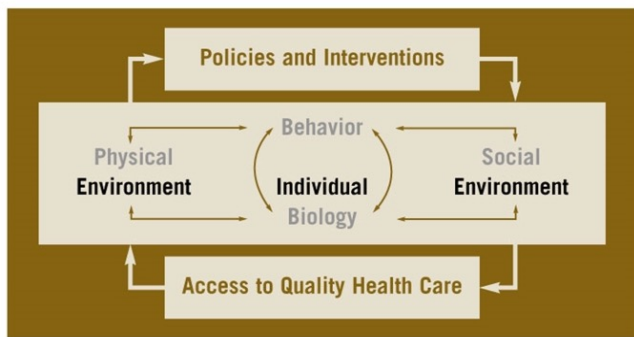 Policies and Interventions
Behavior
Physical
Environment
Individual
Biology
Social
Environment
Access to Quality Health Care